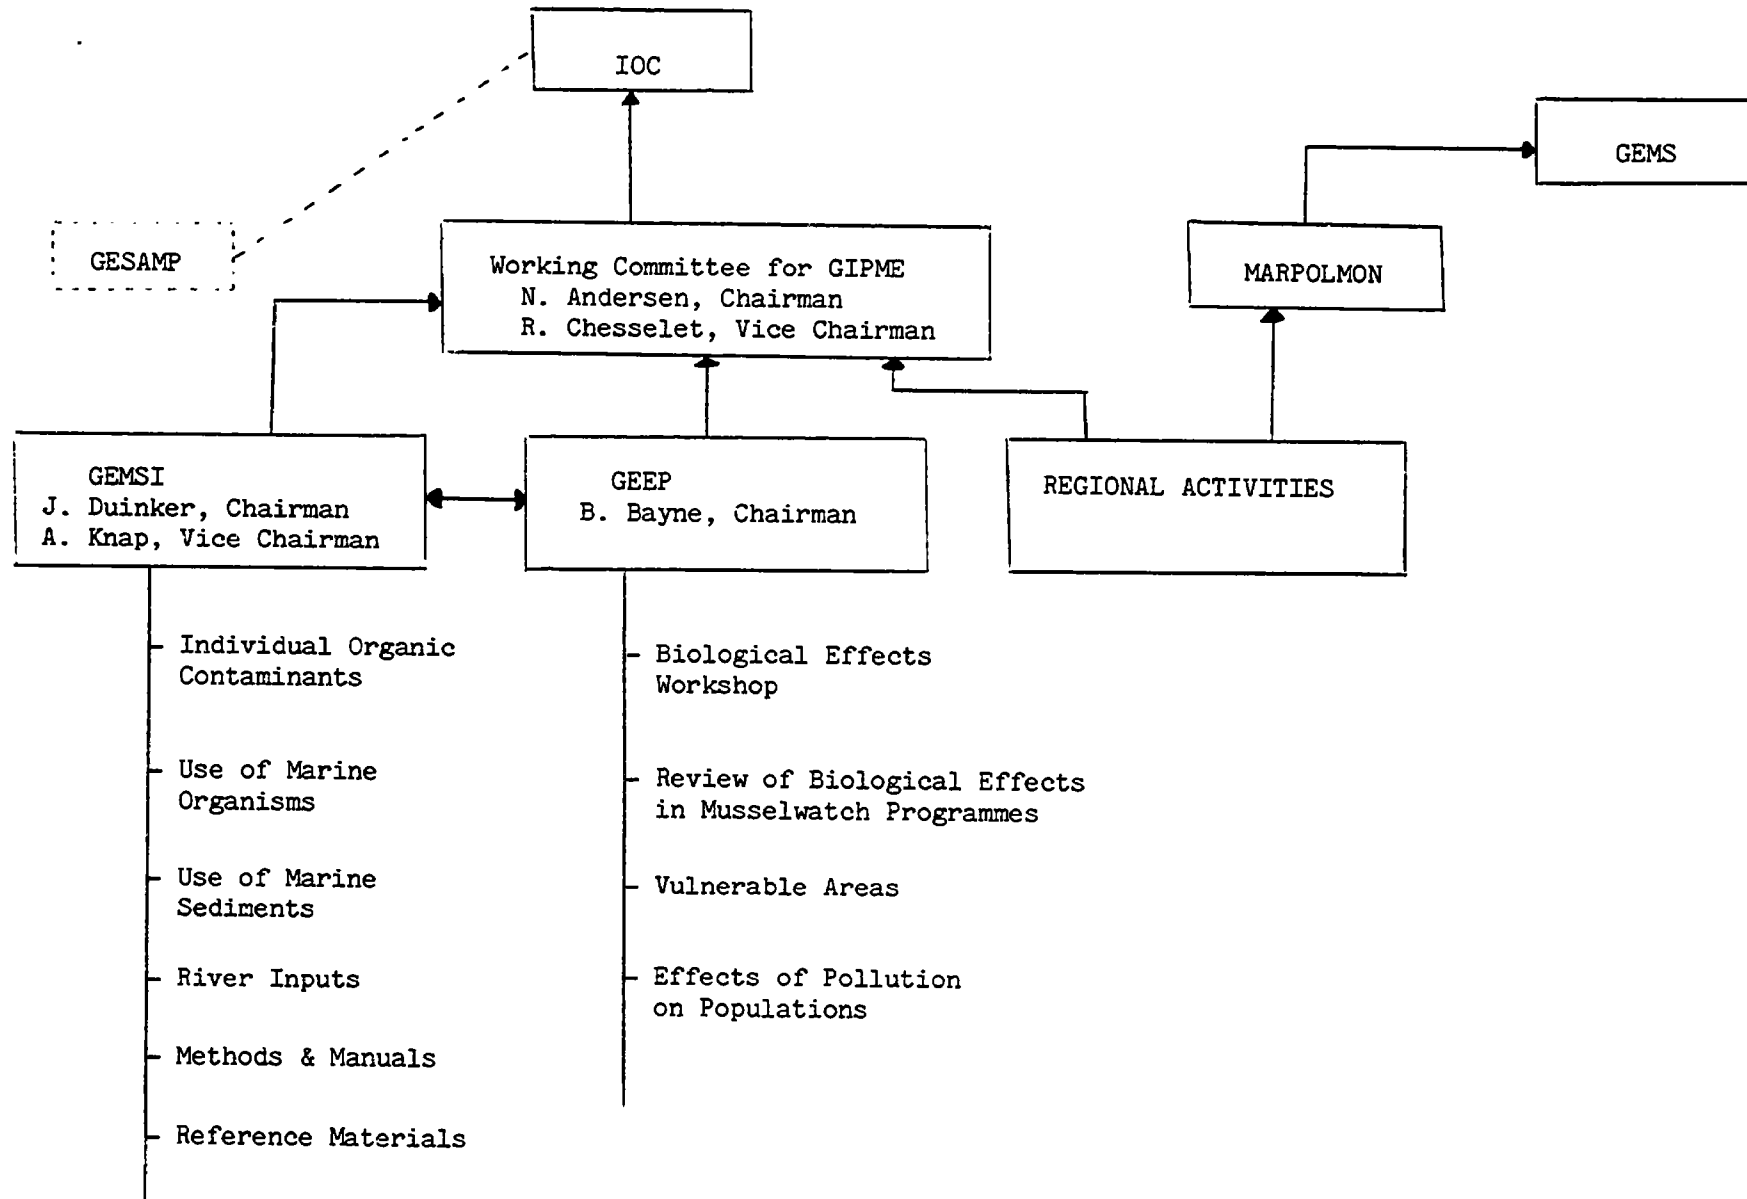 IOC
GEMS
GESAMP
Working Committee for GIPME
N. Andersen, Chairman
R. Chesselet, Vice Chairman
MARPOLMON
GEMSI
J. Duinker, Chairman
A. Knap, Vice Chairman
GEEP
B. Bayne, Chairman
REGIONAL ACTIVITIES
Individual Organic
Contaminants
Use of Marine
Organisms
Use of Marine
Sediments
River Inputs
Methods & Manuals
Reference Materials
Biological Effects
Workshop
Review of Biological Effects
in Musselwatch Programmes
Vulnerable Areas
Effects of Pollution
on Populations